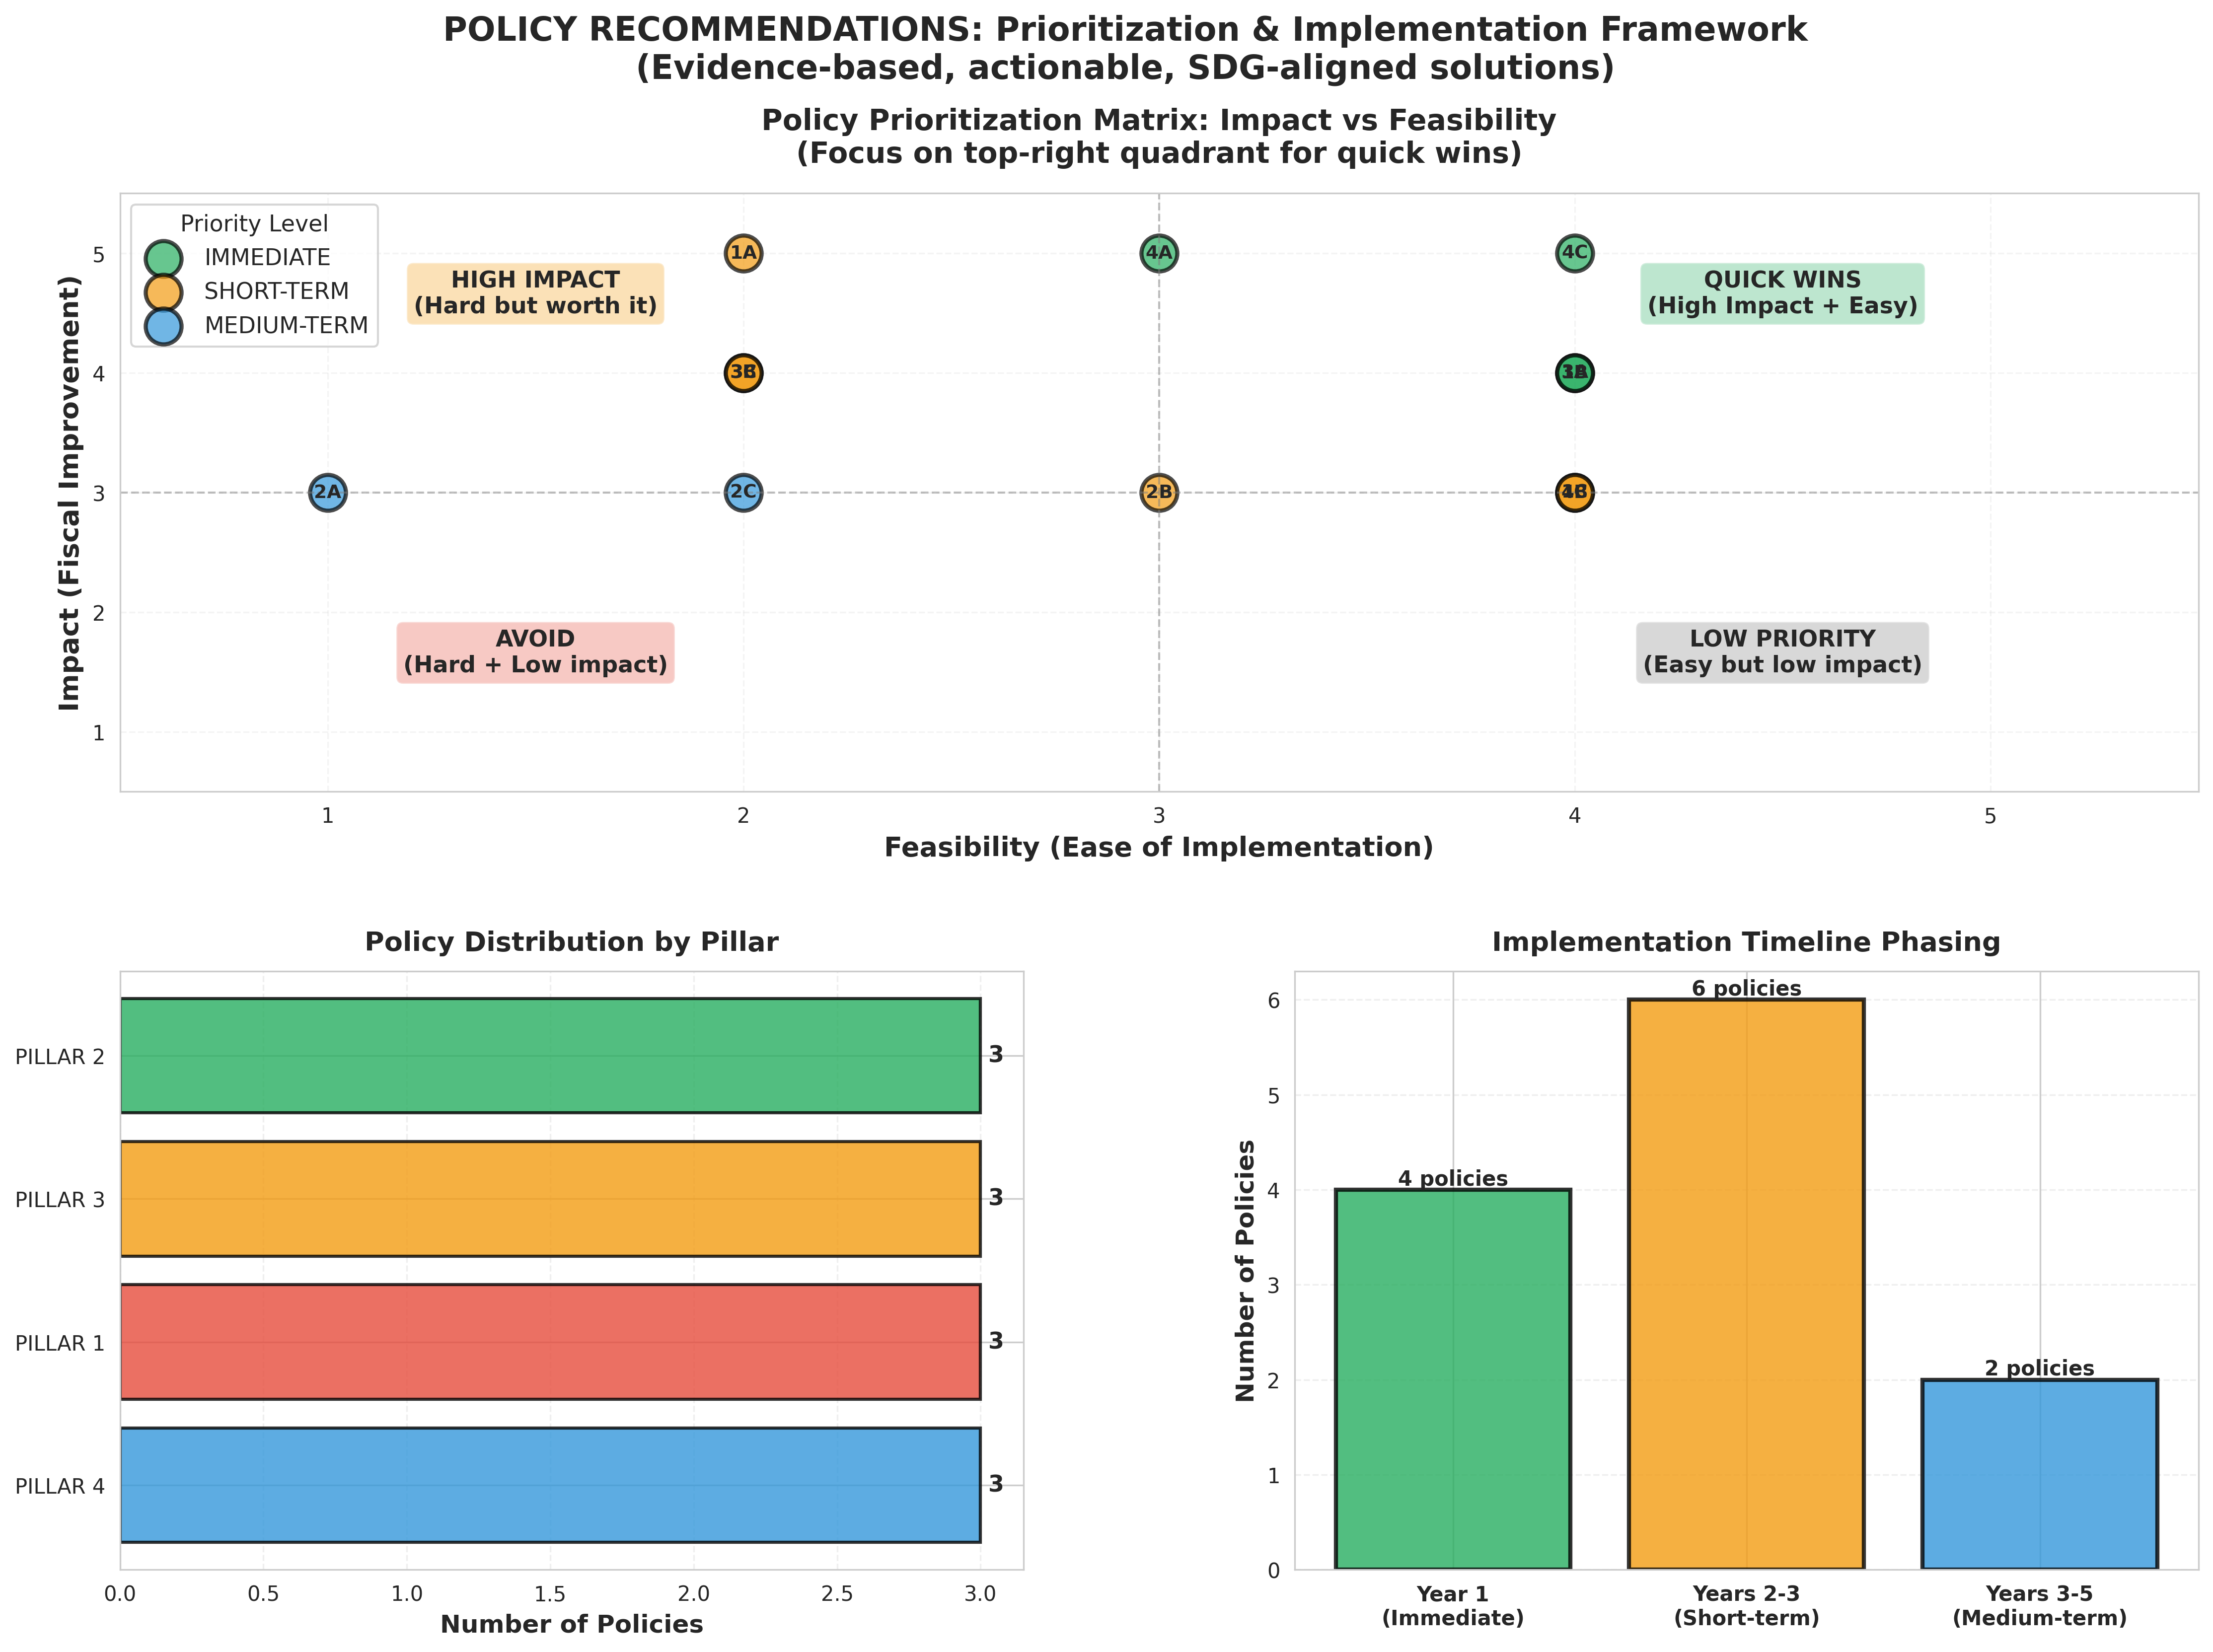 POLICY RECOMMENDATIONS: Prioritization & Implementation Framework
(Evidence-based, actionable, SDG-aligned solutions)
Policy Prioritization Matrix: Impact vs Feasibility
(Focus on top-right quadrant for quick wins)
Impact (Fiscal Improvement)
5
4
3
2
1
Priority Level
IMMEDIATE
SHORT-TERM
MEDIUM-TERM
1A
4A
4C
HIGH IMPACT
(Hard but worth it)
QUICK WINS
(High Impact + Easy)
2A
2C
2B
AVOID
(Hard + Low impact)
LOW PRIORITY
(Easy but low impact)
1
2
3
4
5
Feasibility (Ease of Implementation)
Policy Distribution by Pillar
PILLAR 2
3
PILLAR 3
3
PILLAR 1
3
PILLAR 4
3
0.0
0.5
1.0
1.5
2.0
2.5
3.0
Number of Policies
Implementation Timeline Phasing
Number of Policies
6
5
4
3
2
1
0
4 policies
6 policies
2 policies
Year 1
(Immediate)
Years 2-3
(Short-term)
Years 3-5
(Medium-term)